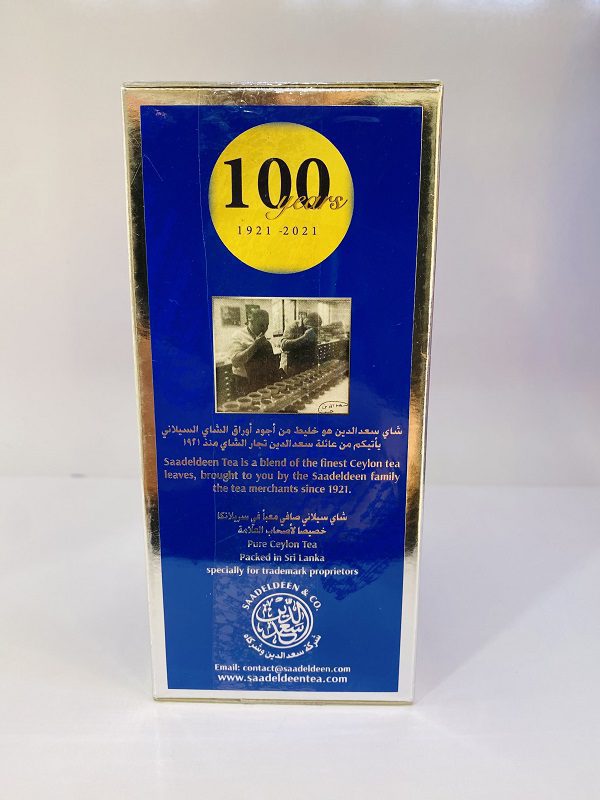 100
years
1921 - 2021
شاي سعدالدين هو خليط من أجود أوراق الشاي السيلاني
يأتيكم من عائلة سعدالدين تجار الشاي منذ ١٩٢١
Saadeldeen Tea is a blend of the finest Ceylon tea
leaves, brought to you by the Saadeldeen family
the tea merchants since 1921.
شاي سيلاني صافي معبأ في سريلانكا
خصيصا لأصحاب العلامة
Pure Ceylon Tea
Packed in Sri Lanka
specially for trademark proprietors
SAADELDEEN & CO.
سعد الدين
شركة سعد الدين وشركاه
Email: contact@saadeldeen.com
www.saadeldeentea.com